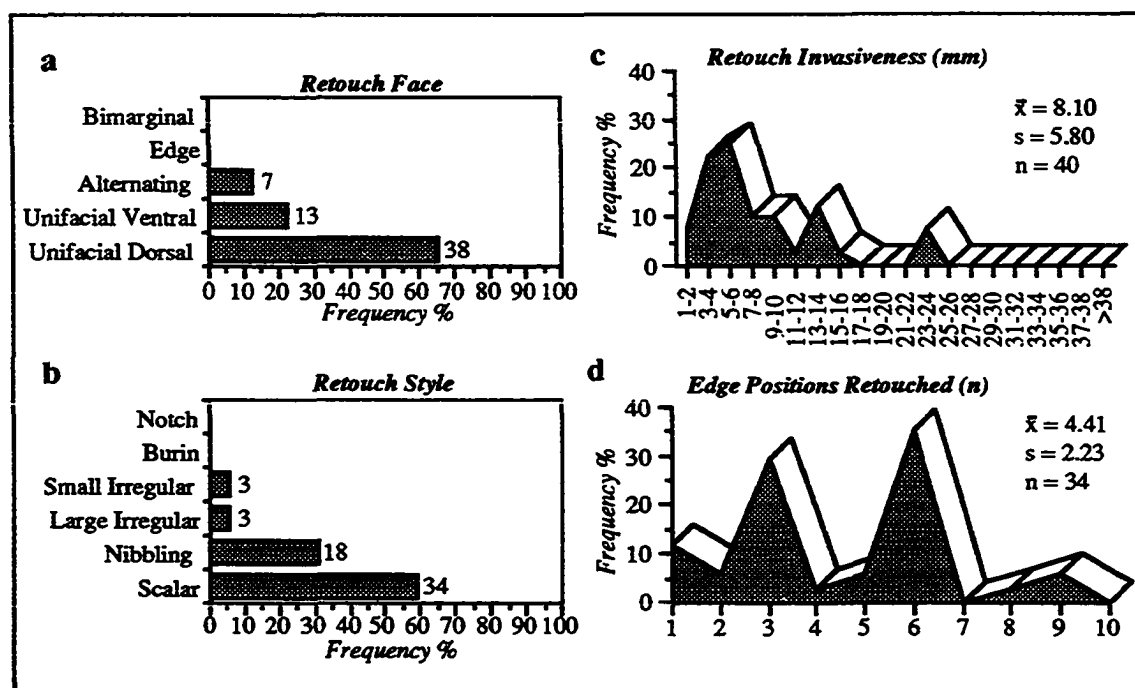 a
Retouch Face
Bimarginal
Edge
Alternating 7
Unifacial Ventral 13
Unifacial Dorsal 38
0 10 20 30 40 50 60 70 80 90 100
Frequency %
b
Retouch Style
Notch
Burin
Small Irregular 3
Large Irregular 3
Nibbling 18
Scalar 34
0 10 20 30 40 50 60 70 80 90 100
Frequency %
c
Retouch Invasiveness (mm)
40
30
20
10
0
Frequency %
x̄ = 8.10
s = 5.80
n = 40
1-2
3-4
5-6
7-8
9-10
11-12
13-14
15-16
17-18
19-20
21-22
23-24
25-26
27-28
29-30
31-32
33-34
35-36
37-38
>38
d
Edge Positions Retouched (n)
40
30
20
10
0
Frequency %
x̄ = 4.41
s = 2.23
n = 34
1 2 3 4 5 6 7 8 9 10